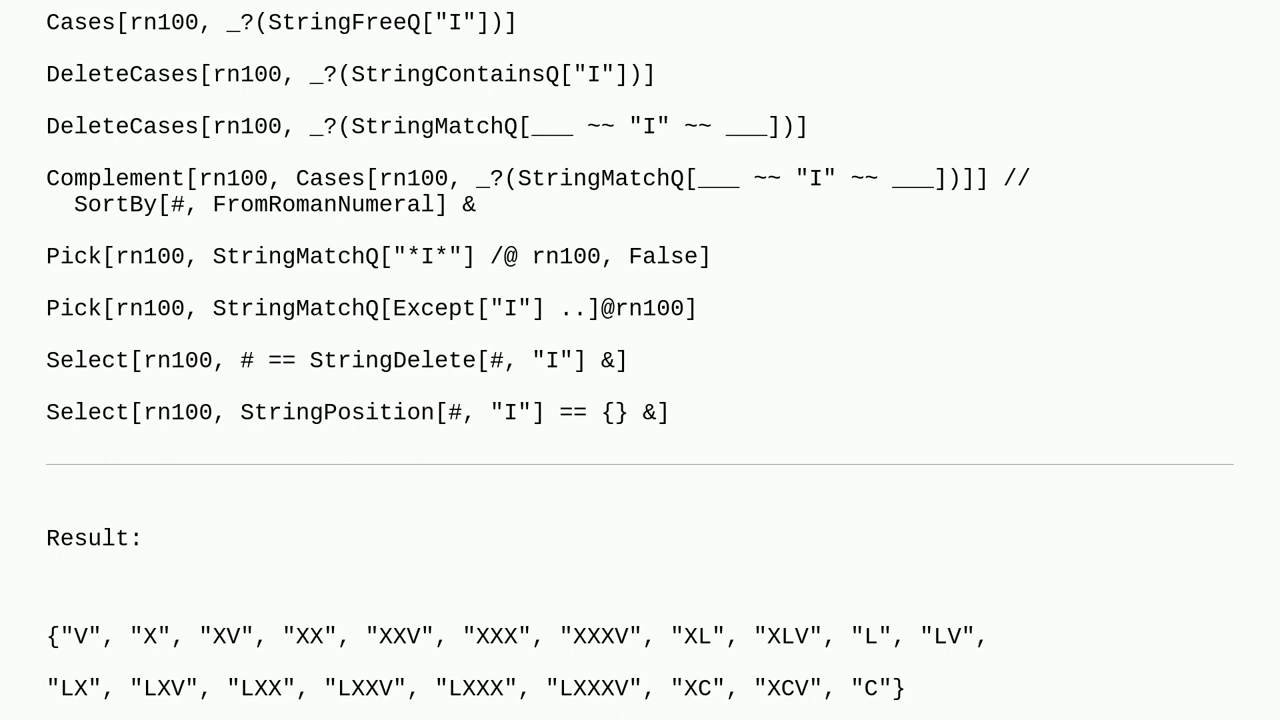 Cases[rn100, _?(StringFreeQ["I"])]
DeleteCases[rn100, _?(StringContainsQ["I"])]
DeleteCases[rn100, _?(StringMatchQ[___ ~~ "I" ~~ ___])]
Complement[rn100, Cases[rn100, _?(StringMatchQ[___ ~~ "I" ~~ ___])]] //
  SortBy[#, FromRomanNumeral] &
Pick[rn100, StringMatchQ["*I*"] /@ rn100, False]
Pick[rn100, StringMatchQ[Except["I"] ..]@rn100]
Select[rn100, # == StringDelete[#, "I"] &]
Select[rn100, StringPosition[#, "I"] == {} &]
Result:
{"V", "X", "XV", "XX", "XXV", "XXX", "XXXV", "XL", "XLV", "L", "LV",
"LX", "LXV", "LXX", "LXXV", "LXXX", "LXXXV", "XC", "XCV", "C"}